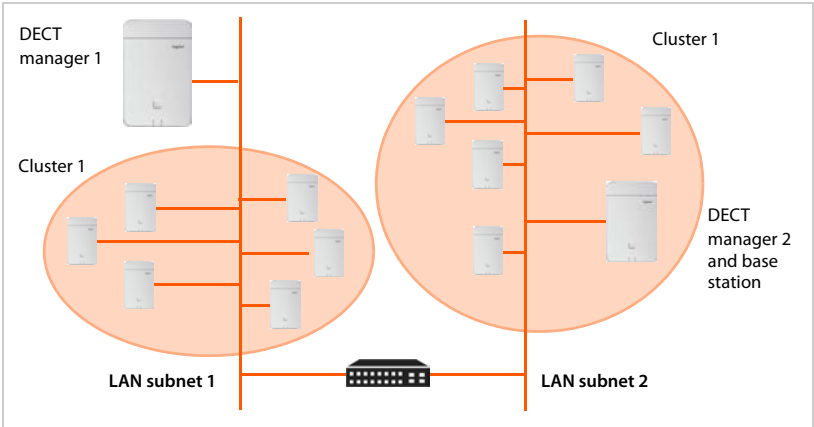 DECT
manager 1
Cluster 1
Cluster 1
DECT
manager 2
and base
station
LAN subnet 1
LAN subnet 2